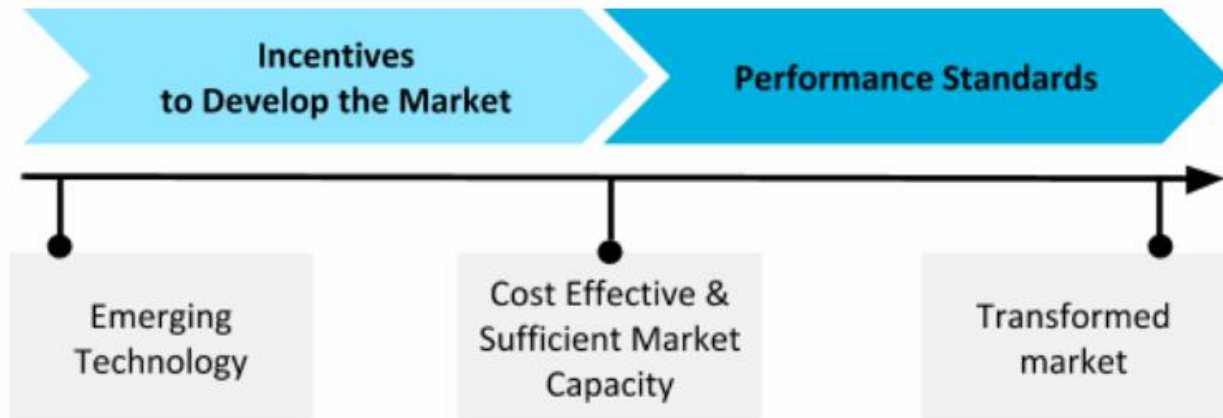 Incentives
to Develop the Market
Performance Standards
Emerging
Technology
Cost Effective &
Sufficient Market
Capacity
Transformed
market